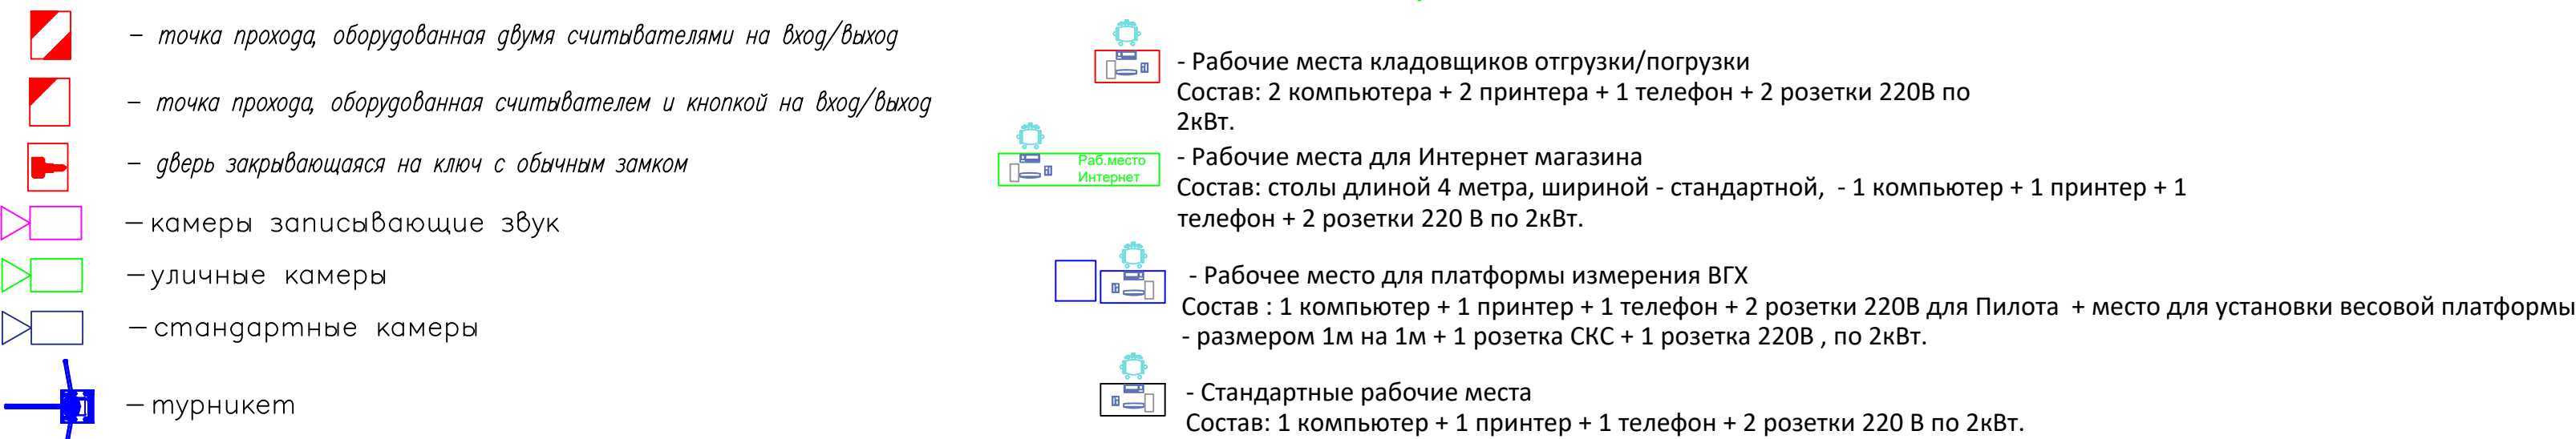 – точка прохода, оборудованная двумя считывателями на вход/выход
– точка прохода, оборудованная считывателем и кнопкой на вход/выход
– дверь закрывающаяся на ключ с обычным замком
– камеры записывающие звук
– уличные камеры
– стандартные камеры
– турникет
- Рабочие места кладовщиков отгрузки/погрузки
Состав: 2 компьютера + 2 принтера + 1 телефон + 2 розетки 220В по
2кВт.
Раб.место
Интернет
- Рабочие места для Интернет магазина
Состав: столы длиной 4 метра, шириной - стандартной,  - 1 компьютер + 1 принтер + 1
телефон + 2 розетки 220 В по 2кВт.
- Рабочее место для платформы измерения ВГХ
Состав : 1 компьютер + 1 принтер + 1 телефон + 2 розетки 220В для Пилота  + место для установки весовой платформы
- размером 1м на 1м + 1 розетка СКС + 1 розетка 220В , по 2кВт.
- Стандартные рабочие места
Состав: 1 компьютер + 1 принтер + 1 телефон + 2 розетки 220 В по 2кВт.